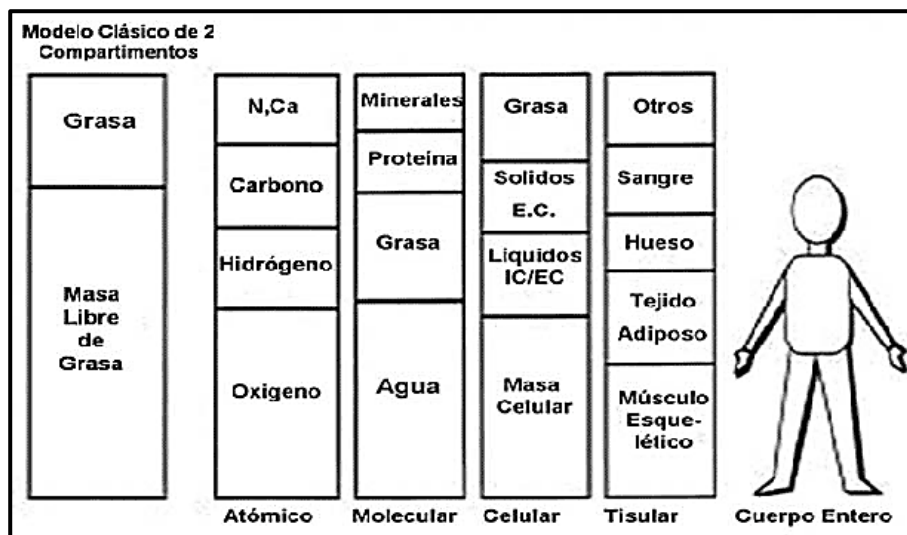 Modelo Clásico de 2
Compartimentos
Grasa
Masa
Libre
de
Grasa
N,Ca
Carbono
Hidrógeno
Oxigeno
Atómico
Minerales
Proteína
Grasa
Agua
Molecular
Grasa
Solidos
E.C.
Liquidos
IC/EC
Masa
Celular
Celular
Otros
Sangre
Hueso
Tejido
Adiposo
Músculo
Esque-
lético
Tisular
Cuerpo Entero